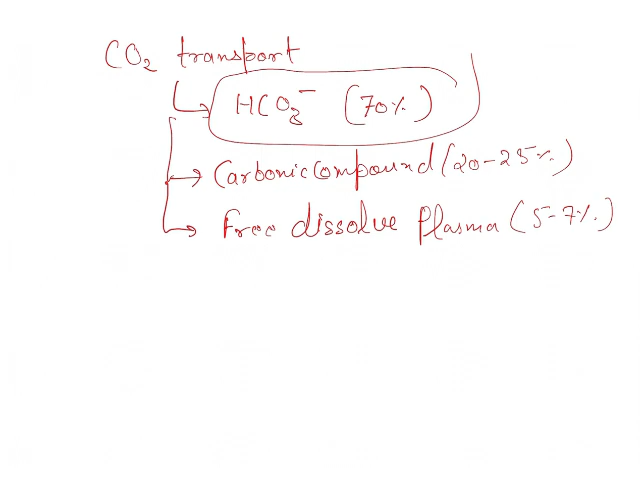 CO₂ transport
HCO₃⁻ (70%)
Carbonic compound (20-25%)
Free dissolve plasma (5-7%)